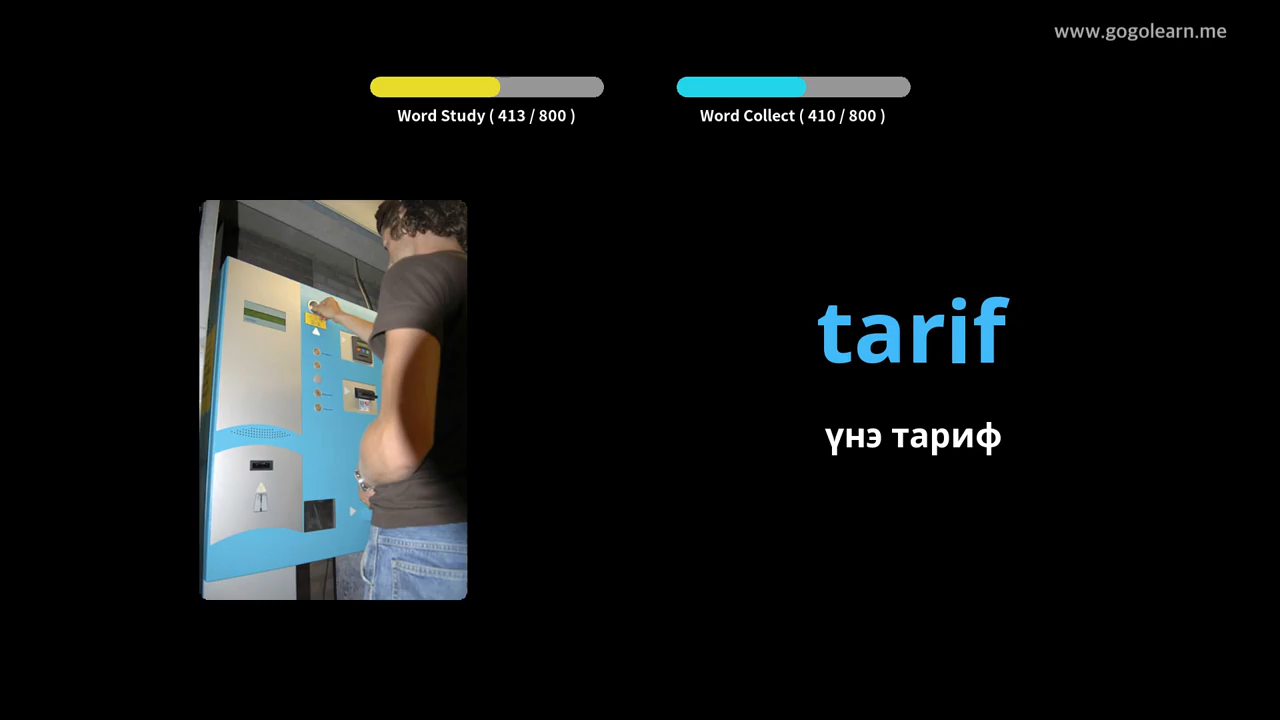 www.gogolearn.me
Word Study ( 413 / 800 )
Word Collect ( 410 / 800 )
tarif
үнэ тариф